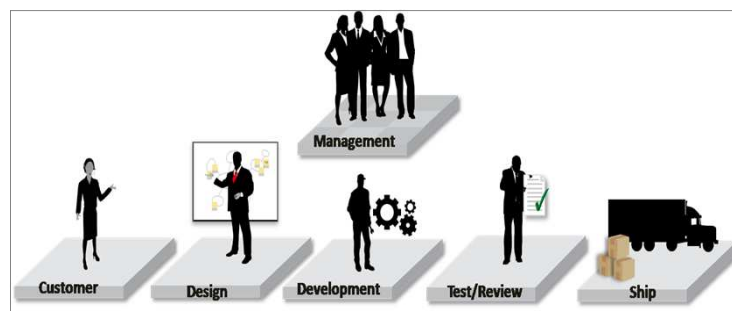 Management
Customer
Design
Development
Test/Review
Ship